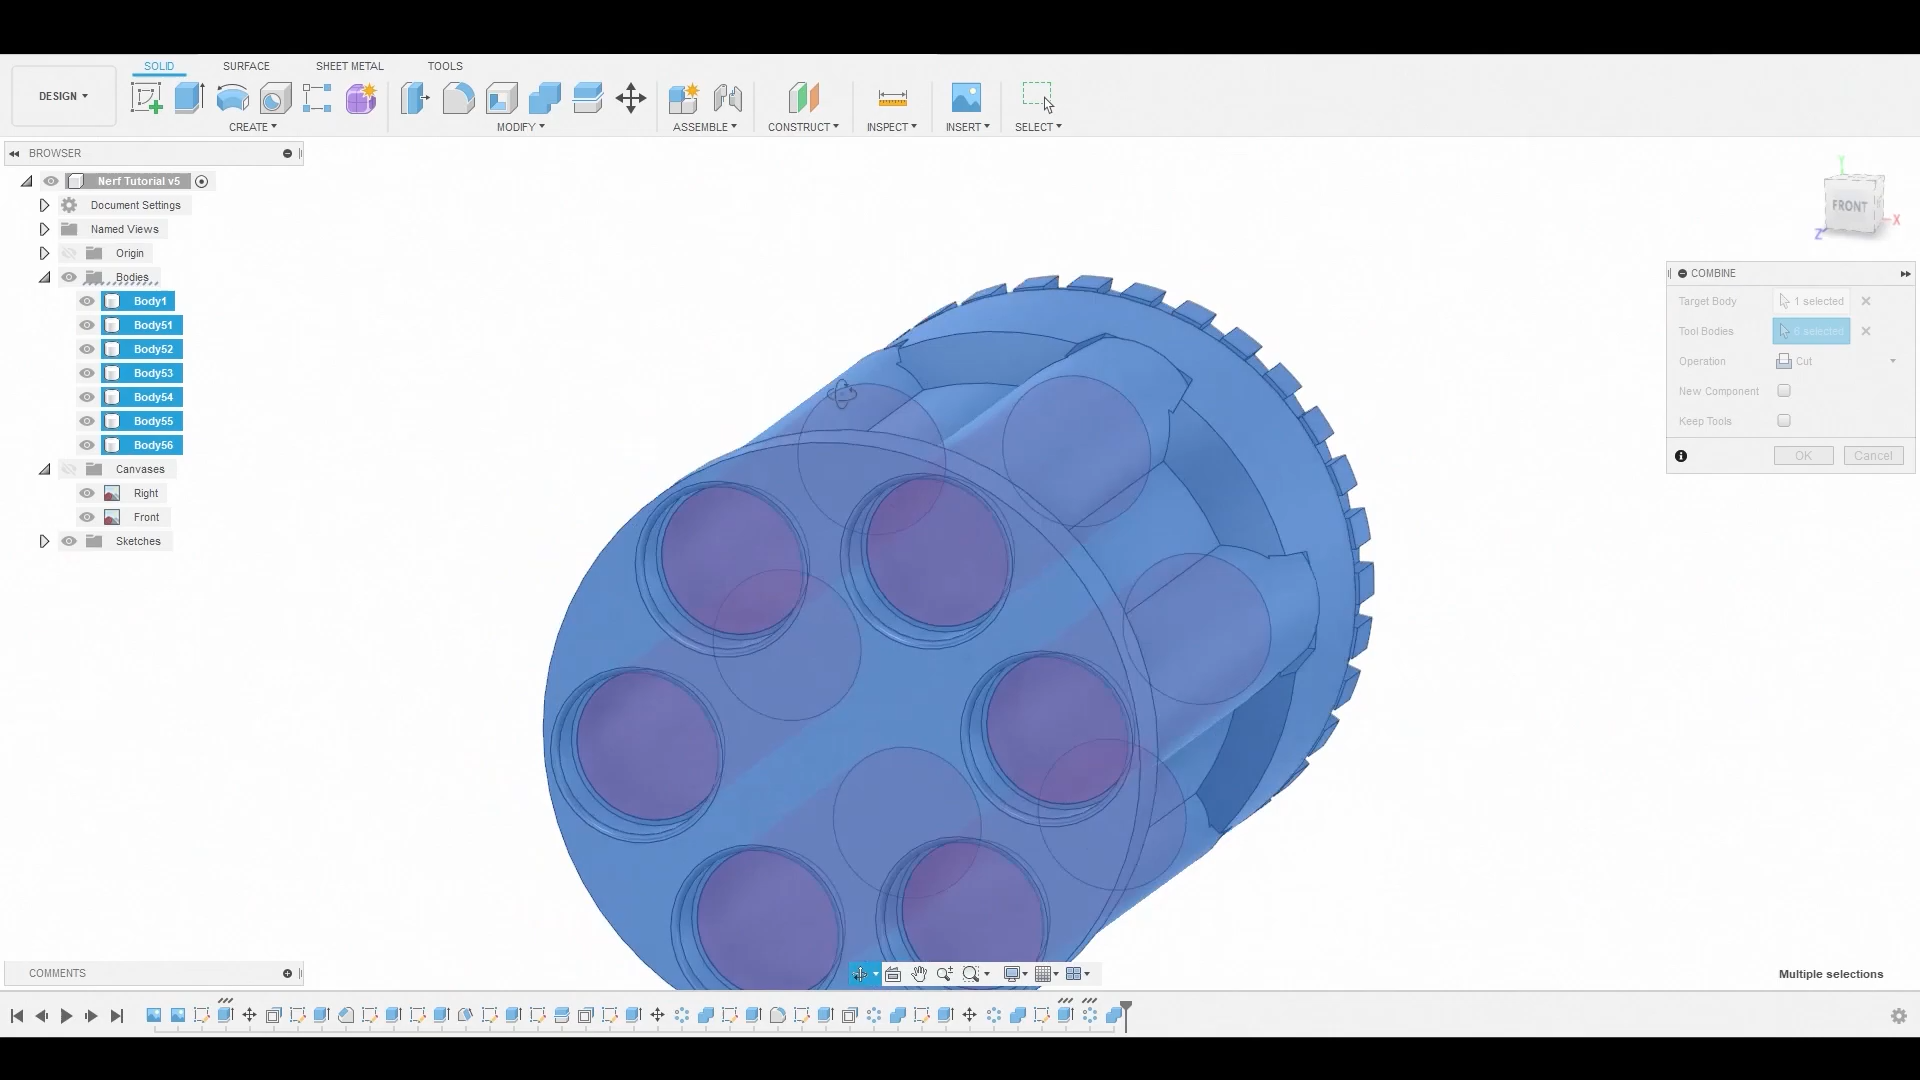 SOLID SURFACE SHEET METAL TOOLS
DESIGN
CREATE MODIFY ASSEMBLE CONSTRUCT INSPECT INSERT SELECT
BROWSER
Nerf Tutorial v5
Document Settings
Named Views
Origin
Bodies
Body1
Body51
Body52
Body53
Body54
Body55
Body56
Canvases
Right
Front
Sketches
Y
FRONT
X
Z
COMBINE
Target Body 1 selected
Tool Bodies 6 selected
Operation Cut
New Component
Keep Tools
OK Cancel
COMMENTS
Multiple selections